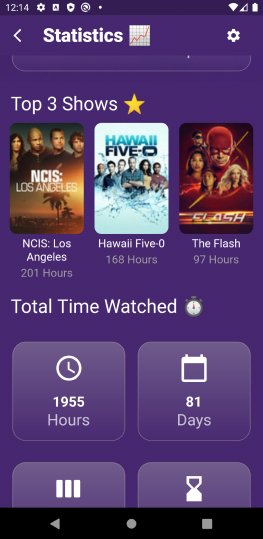 12:14
Statistics 📈
Top 3 Shows ⭐
NCIS:
LOS ANGELES
HAWAII
FIVE-O
FLASH
NCIS: Los
Angeles
201 Hours
Hawaii Five-0
168 Hours
The Flash
97 Hours
Total Time Watched ⏱️
1955
Hours
81
Days